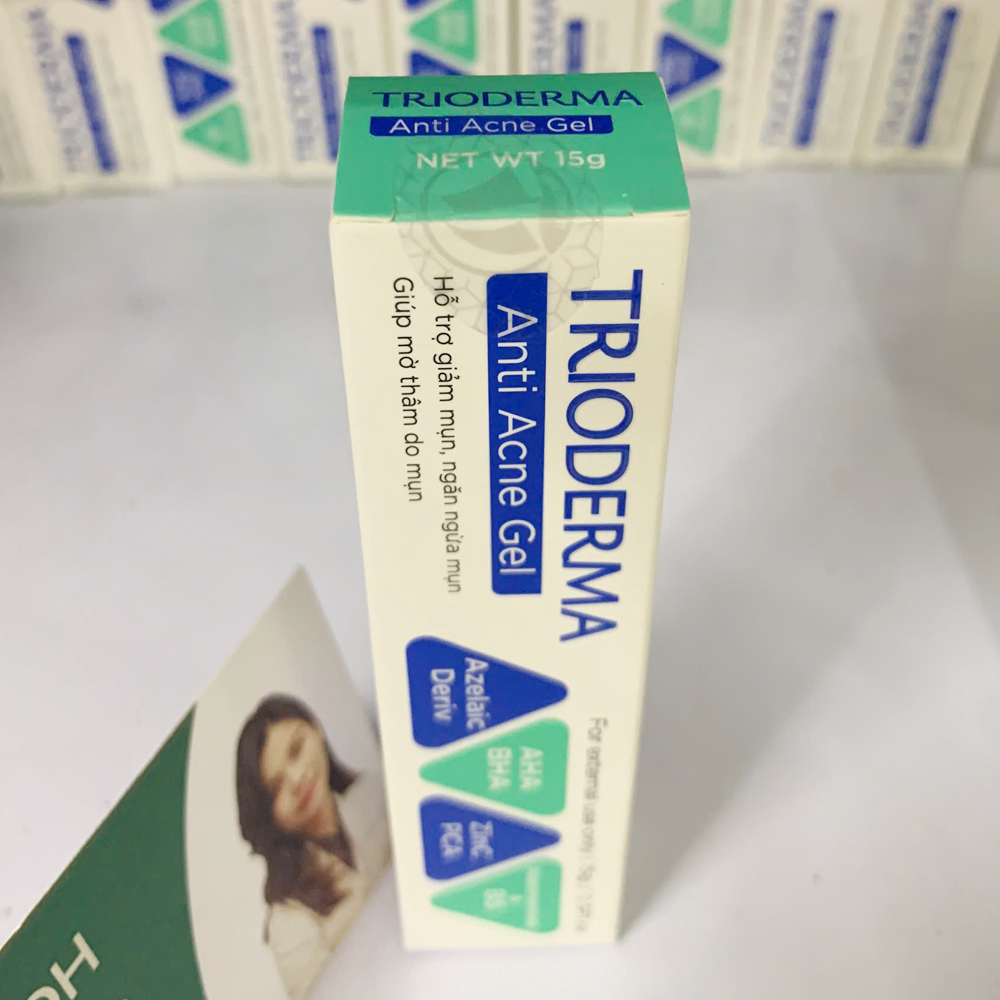 TRIODERMA
Anti Acne Gel
NET WT 15g
TRIODERMA
Anti Acne Gel
Hỗ trợ giảm mụn, ngăn ngừa mụn
Giúp mờ thâm do mụn
Azelaic
Deriv
AHA
BHA
Zinc
PCA
For external use only